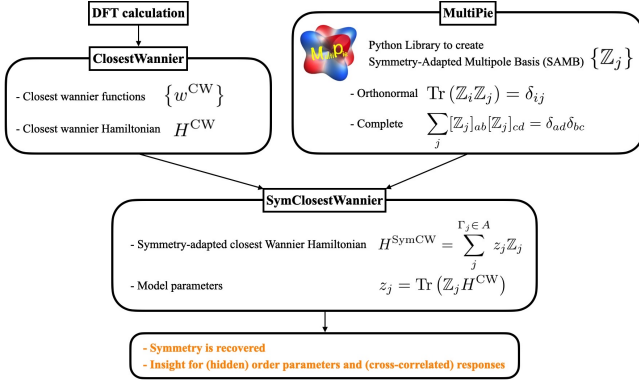 DFT calculation
ClosestWannier
- Closest wannier functions {w^CW}
- Closest wannier Hamiltonian H^CW
MultiPie
MultiPie
Python Library to create
Symmetry-Adapted Multipole Basis (SAMB) {ℤ_j}
- Orthonormal Tr (ℤ_i ℤ_j) = δ_ij
- Complete ∑_j [ℤ_j]_ab [ℤ_j]_cd = δ_ad δ_bc
SymClosestWannier
- Symmetry-adapted closest Wannier Hamiltonian H^SymCW = ∑_j^{Γ_j ∈ A} z_j ℤ_j
- Model parameters z_j = Tr (ℤ_j H^CW)
- Symmetry is recovered
- Insight for (hidden) order parameters and (cross-correlated) responses